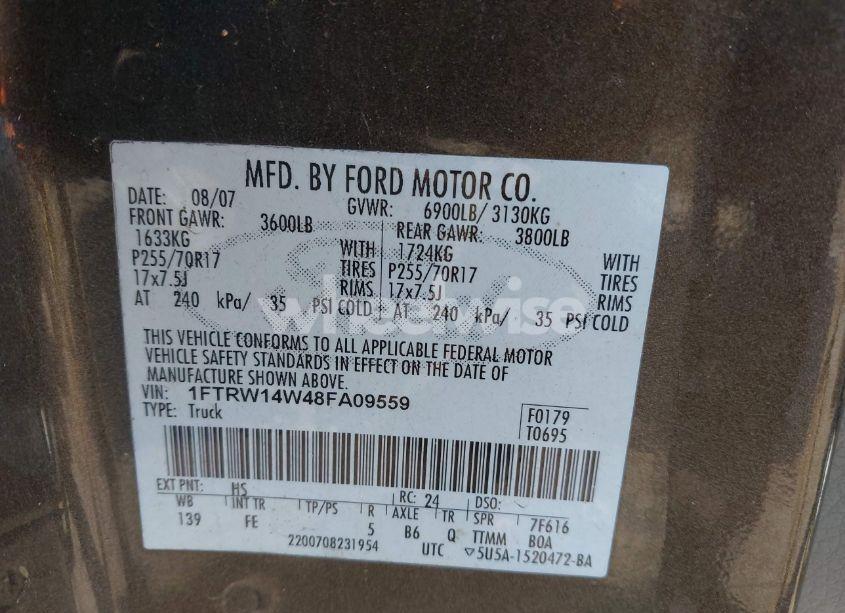 MFD. BY FORD MOTOR CO.
DATE: 08/07 GVWR: 6900LB/ 3130KG
FRONT GAWR: 3600LB REAR GAWR: 3800LB
1633KG WITH 1724KG WITH
P255/70R17 TIRES P255/70R17 TIRES
17x7.5J RIMS 17x7.5J RIMS
AT 240 kPa/ 35 PSI COLD AT 240 kPa/ 35 PSI COLD
wheelwise
THIS VEHICLE CONFORMS TO ALL APPLICABLE FEDERAL MOTOR
VEHICLE SAFETY STANDARDS IN EFFECT ON THE DATE OF
MANUFACTURE SHOWN ABOVE.
VIN: 1FTRW14W48FA09559
TYPE: Truck F0179
T0695
EXT PNT: HS RC: 24 DSO:
WB INT TR TP/PS R AXLE TR SPR 7F616
139 FE 5 B6 Q TTMM BOA
2200708231954 UTC ▽5U5A-1520472-BA